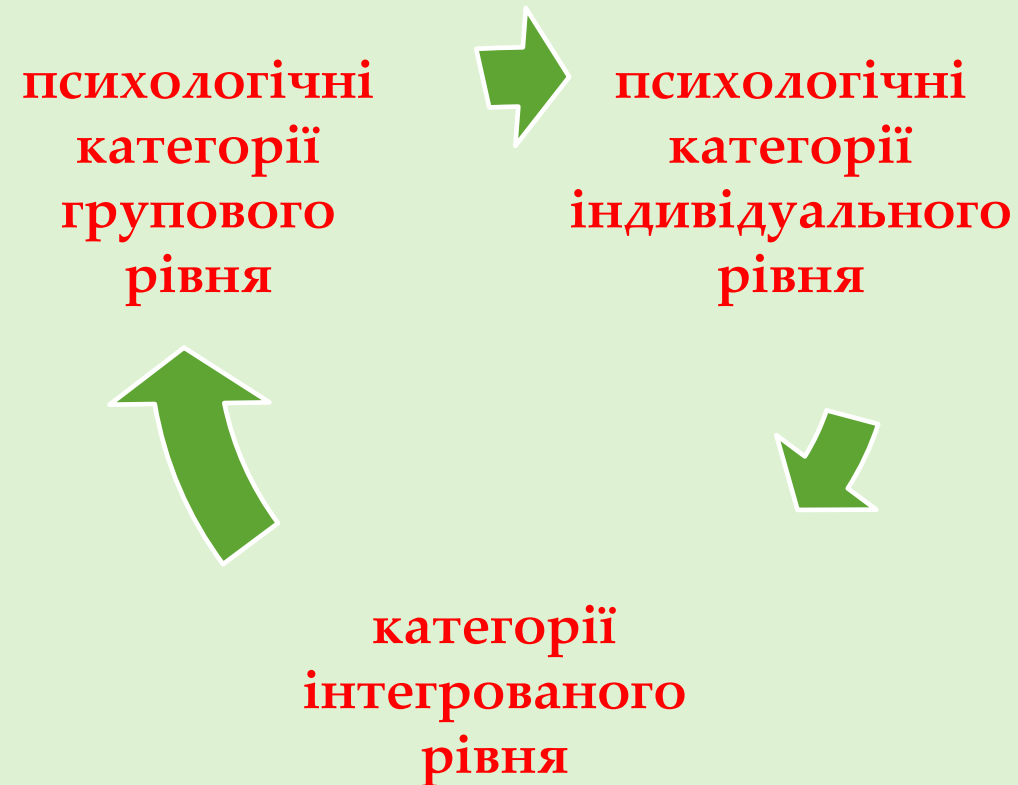 психологічні
категорії
групового
рівня
психологічні
категорії
індивідуального
рівня
категорії
інтегрованого
рівня